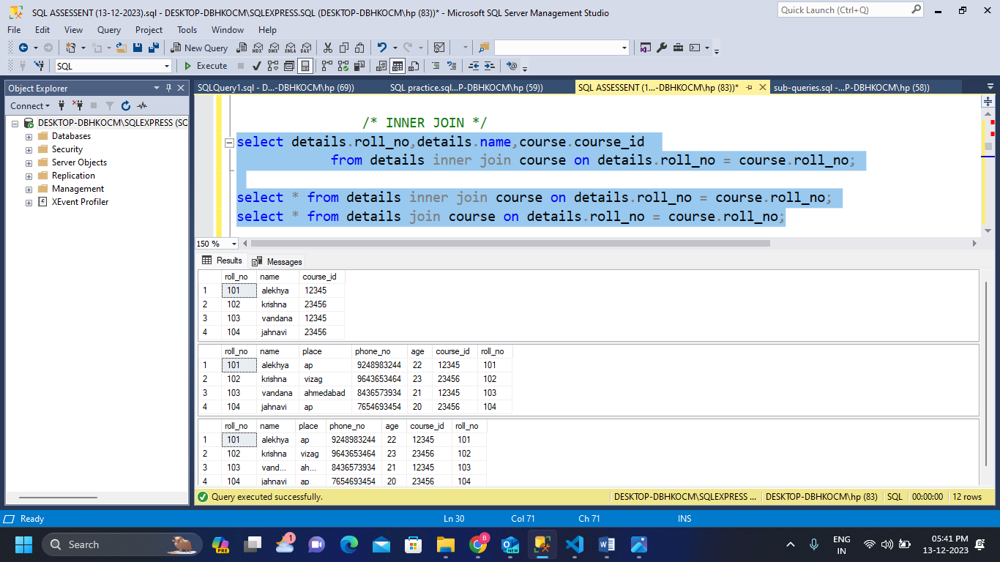 SQL ASSESSENT (13-12-2023).sql - DESKTOP-DBHKOCM\SQLEXPRESS.SQL (DESKTOP-DBHKOCM\hp (83))* - Microsoft SQL Server Management Studio
Quick Launch (Ctrl+Q)
File Edit View Query Project Tools Window Help
New Query MDX DMX XMLA DAX
SQL Execute
Object Explorer
SQLQuery1.sql - D...-DBHKOCM\hp (69)) SQL practice.sql...P-DBHKOCM\hp (59)) SQL ASSESSENT (1...-DBHKOCM\hp (83))* sub-queries.sql -...P-DBHKOCM\hp (58))
Connect
DESKTOP-DBHKOCM\SQLEXPRESS (SQ
Databases
Security
Server Objects
Replication
Management
XEvent Profiler
/* INNER JOIN */
select details.roll_no,details.name,course.course_id
from details inner join course on details.roll_no = course.roll_no;
select * from details inner join course on details.roll_no = course.roll_no;
select * from details join course on details.roll_no = course.roll_no;
150 %
Results Messages
roll_no name course_id
1 101 alekhya 12345
2 102 krishna 23456
3 103 vandana 12345
4 104 jahnavi 23456
roll_no name place phone_no age course_id roll_no
1 101 alekhya ap 9248983244 22 12345 101
2 102 krishna vizag 9643653464 23 23456 102
3 103 vandana ahmedabad 8436573934 21 12345 103
4 104 jahnavi ap 7654693454 20 23456 104
roll_no name place phone_no age course_id roll_no
1 101 alekhya ap 9248983244 22 12345 101
2 102 krishna vizag 9643653464 23 23456 102
3 103 vand... ah... 8436573934 21 12345 103
4 104 jahnavi ap 7654693454 20 23456 104
Query executed successfully. DESKTOP-DBHKOCM\SQLEXPRESS ... DESKTOP-DBHKOCM\hp (83) SQL 00:00:00 12 rows
Ready Ln 30 Col 71 Ch 71 INS
Search PRE 1 B NEW
ENG
IN
05:41 PM
13-12-2023